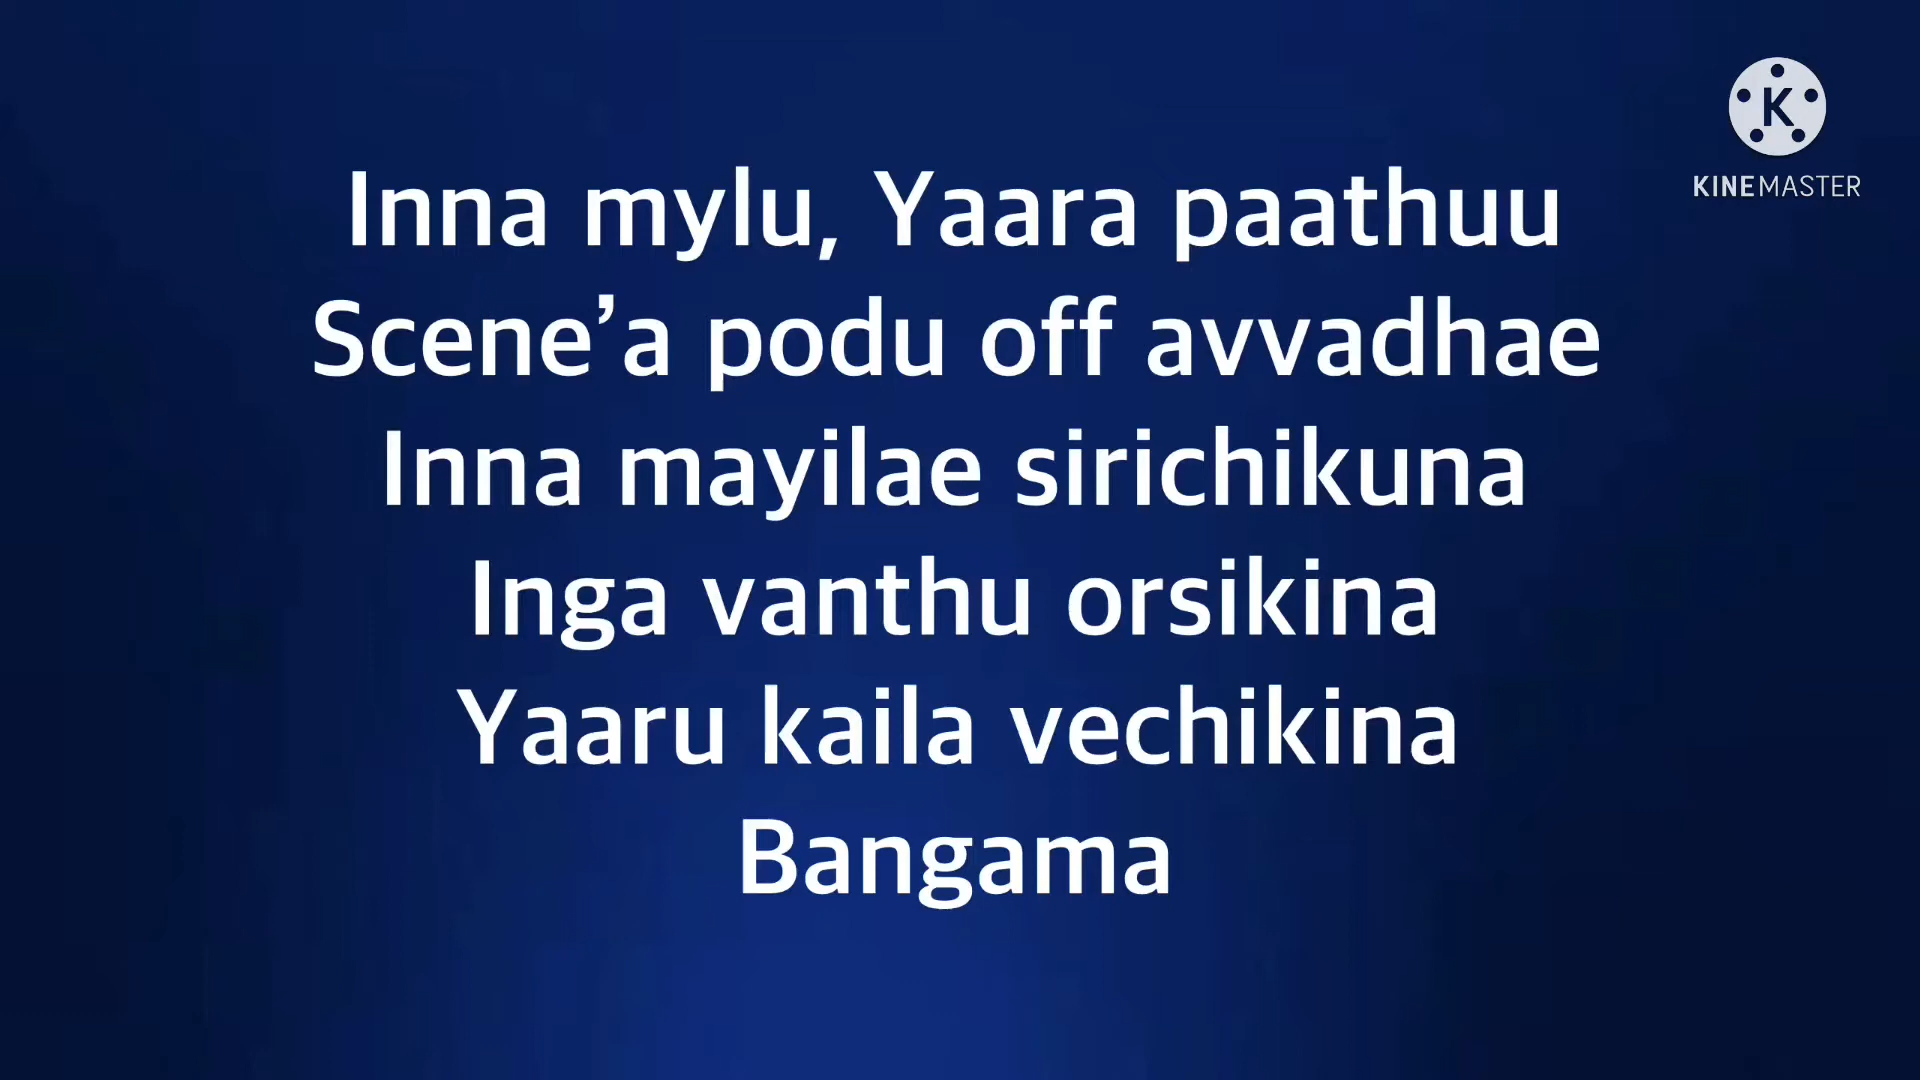 KINEMASTER
Inna mylu, Yaara paathuu
Scene’a podu off avvadhae
Inna mayilae sirichikuna
Inga vanthu orsikina
Yaaru kaila vechikina
Bangama